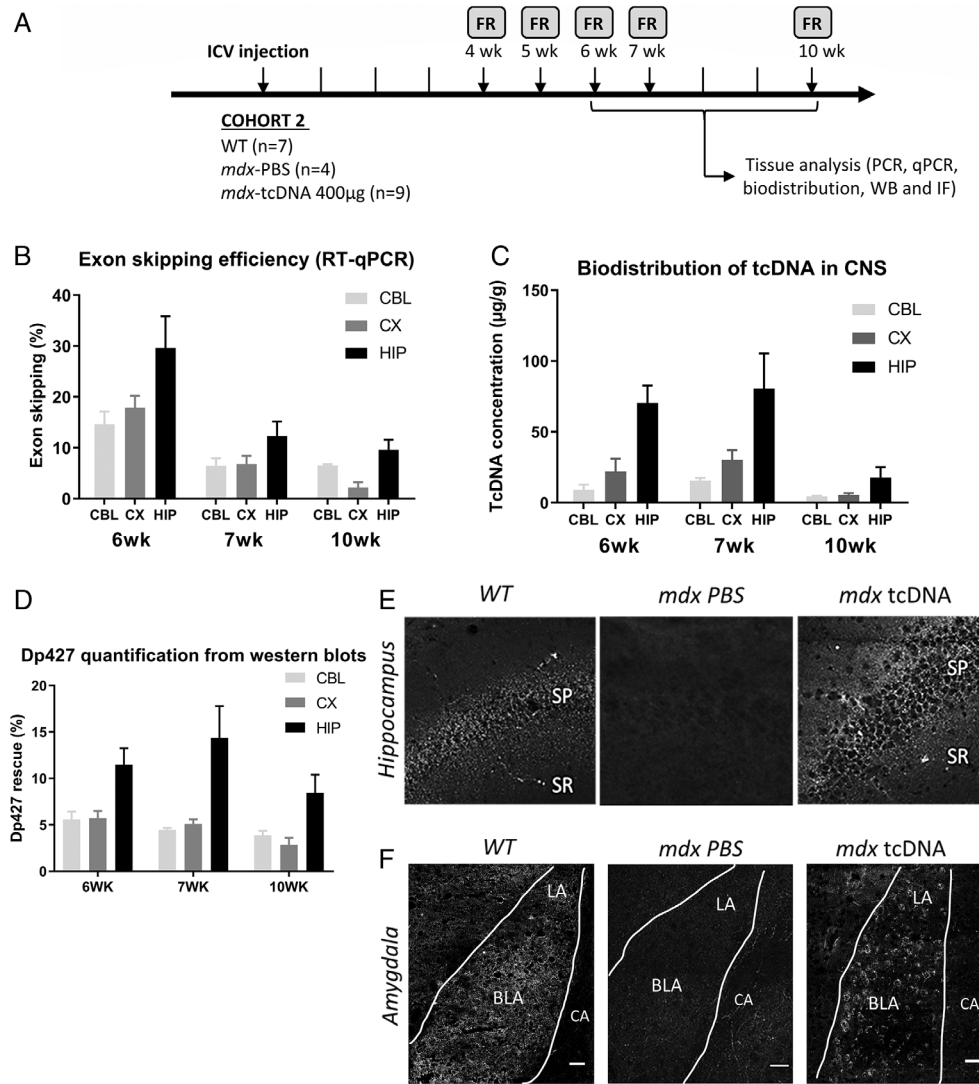 A
FR FR FR FR FR
4 wk 5 wk 6 wk 7 wk 10 wk
ICV injection
COHORT 2
WT (n=7)
mdx-PBS (n=4)
mdx-tcDNA 400µg (n=9)
Tissue analysis (PCR, qPCR,
biodistribution, WB and IF)
B
Exon skipping efficiency (RT-qPCR)
Exon skipping (%)
40
30
20
10
0
CBL
CX
HIP
CBL CX HIP CBL CX HIP CBL CX HIP
6wk 7wk 10wk
C
Biodistribution of tcDNA in CNS
TcDNA concentration (µg/g)
150
100
50
0
CBL
CX
HIP
CBL CX HIP CBL CX HIP CBL CX HIP
6wk 7wk 10wk
D
Dp427 quantification from western blots
Dp427 rescue (%)
20
15
10
5
0
CBL
CX
HIP
6WK 7WK 10WK
E
WT mdx PBS mdx tcDNA
Hippocampus
SP
SR
SP
SR
F
WT mdx PBS mdx tcDNA
Amygdala
LA
BLA
CA
LA
BLA
CA
LA
BLA
CA